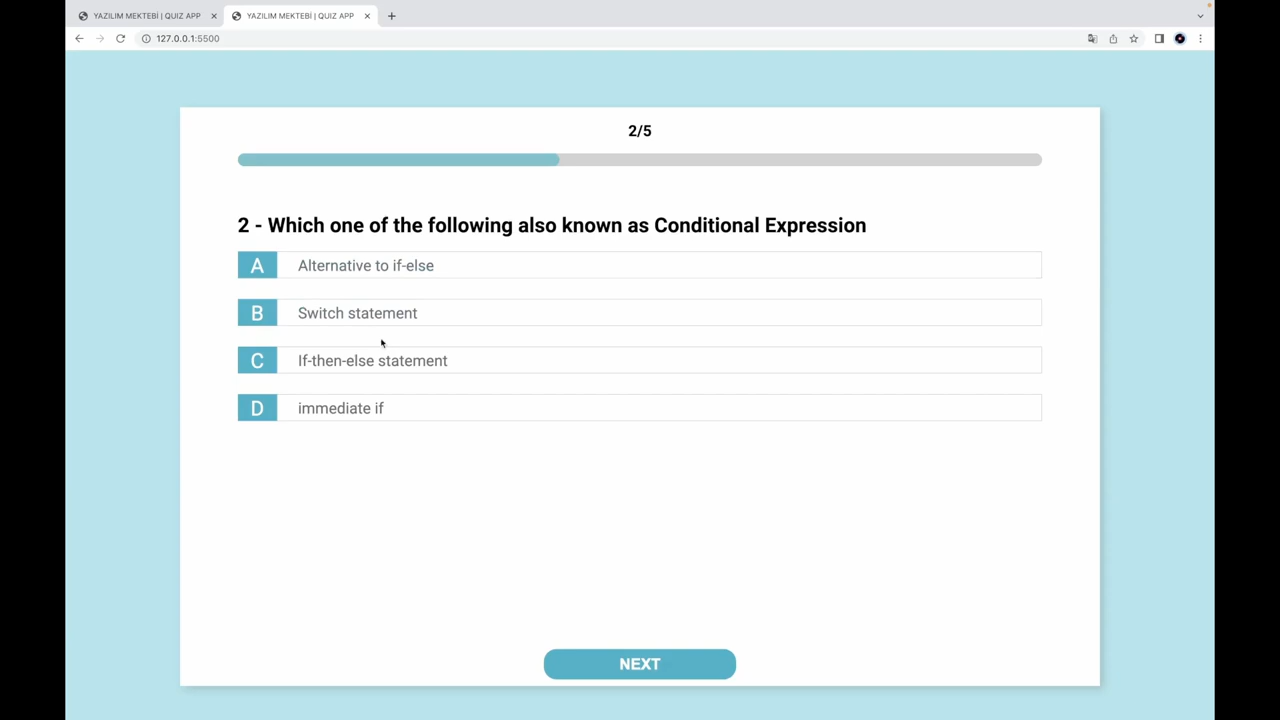 YAZILIM MEKTEBİ | QUIZ APP
YAZILIM MEKTEBİ | QUIZ APP
127.0.0.1:5500
2/5
2 - Which one of the following also known as Conditional Expression
A Alternative to if-else
B Switch statement
C If-then-else statement
D immediate if
NEXT